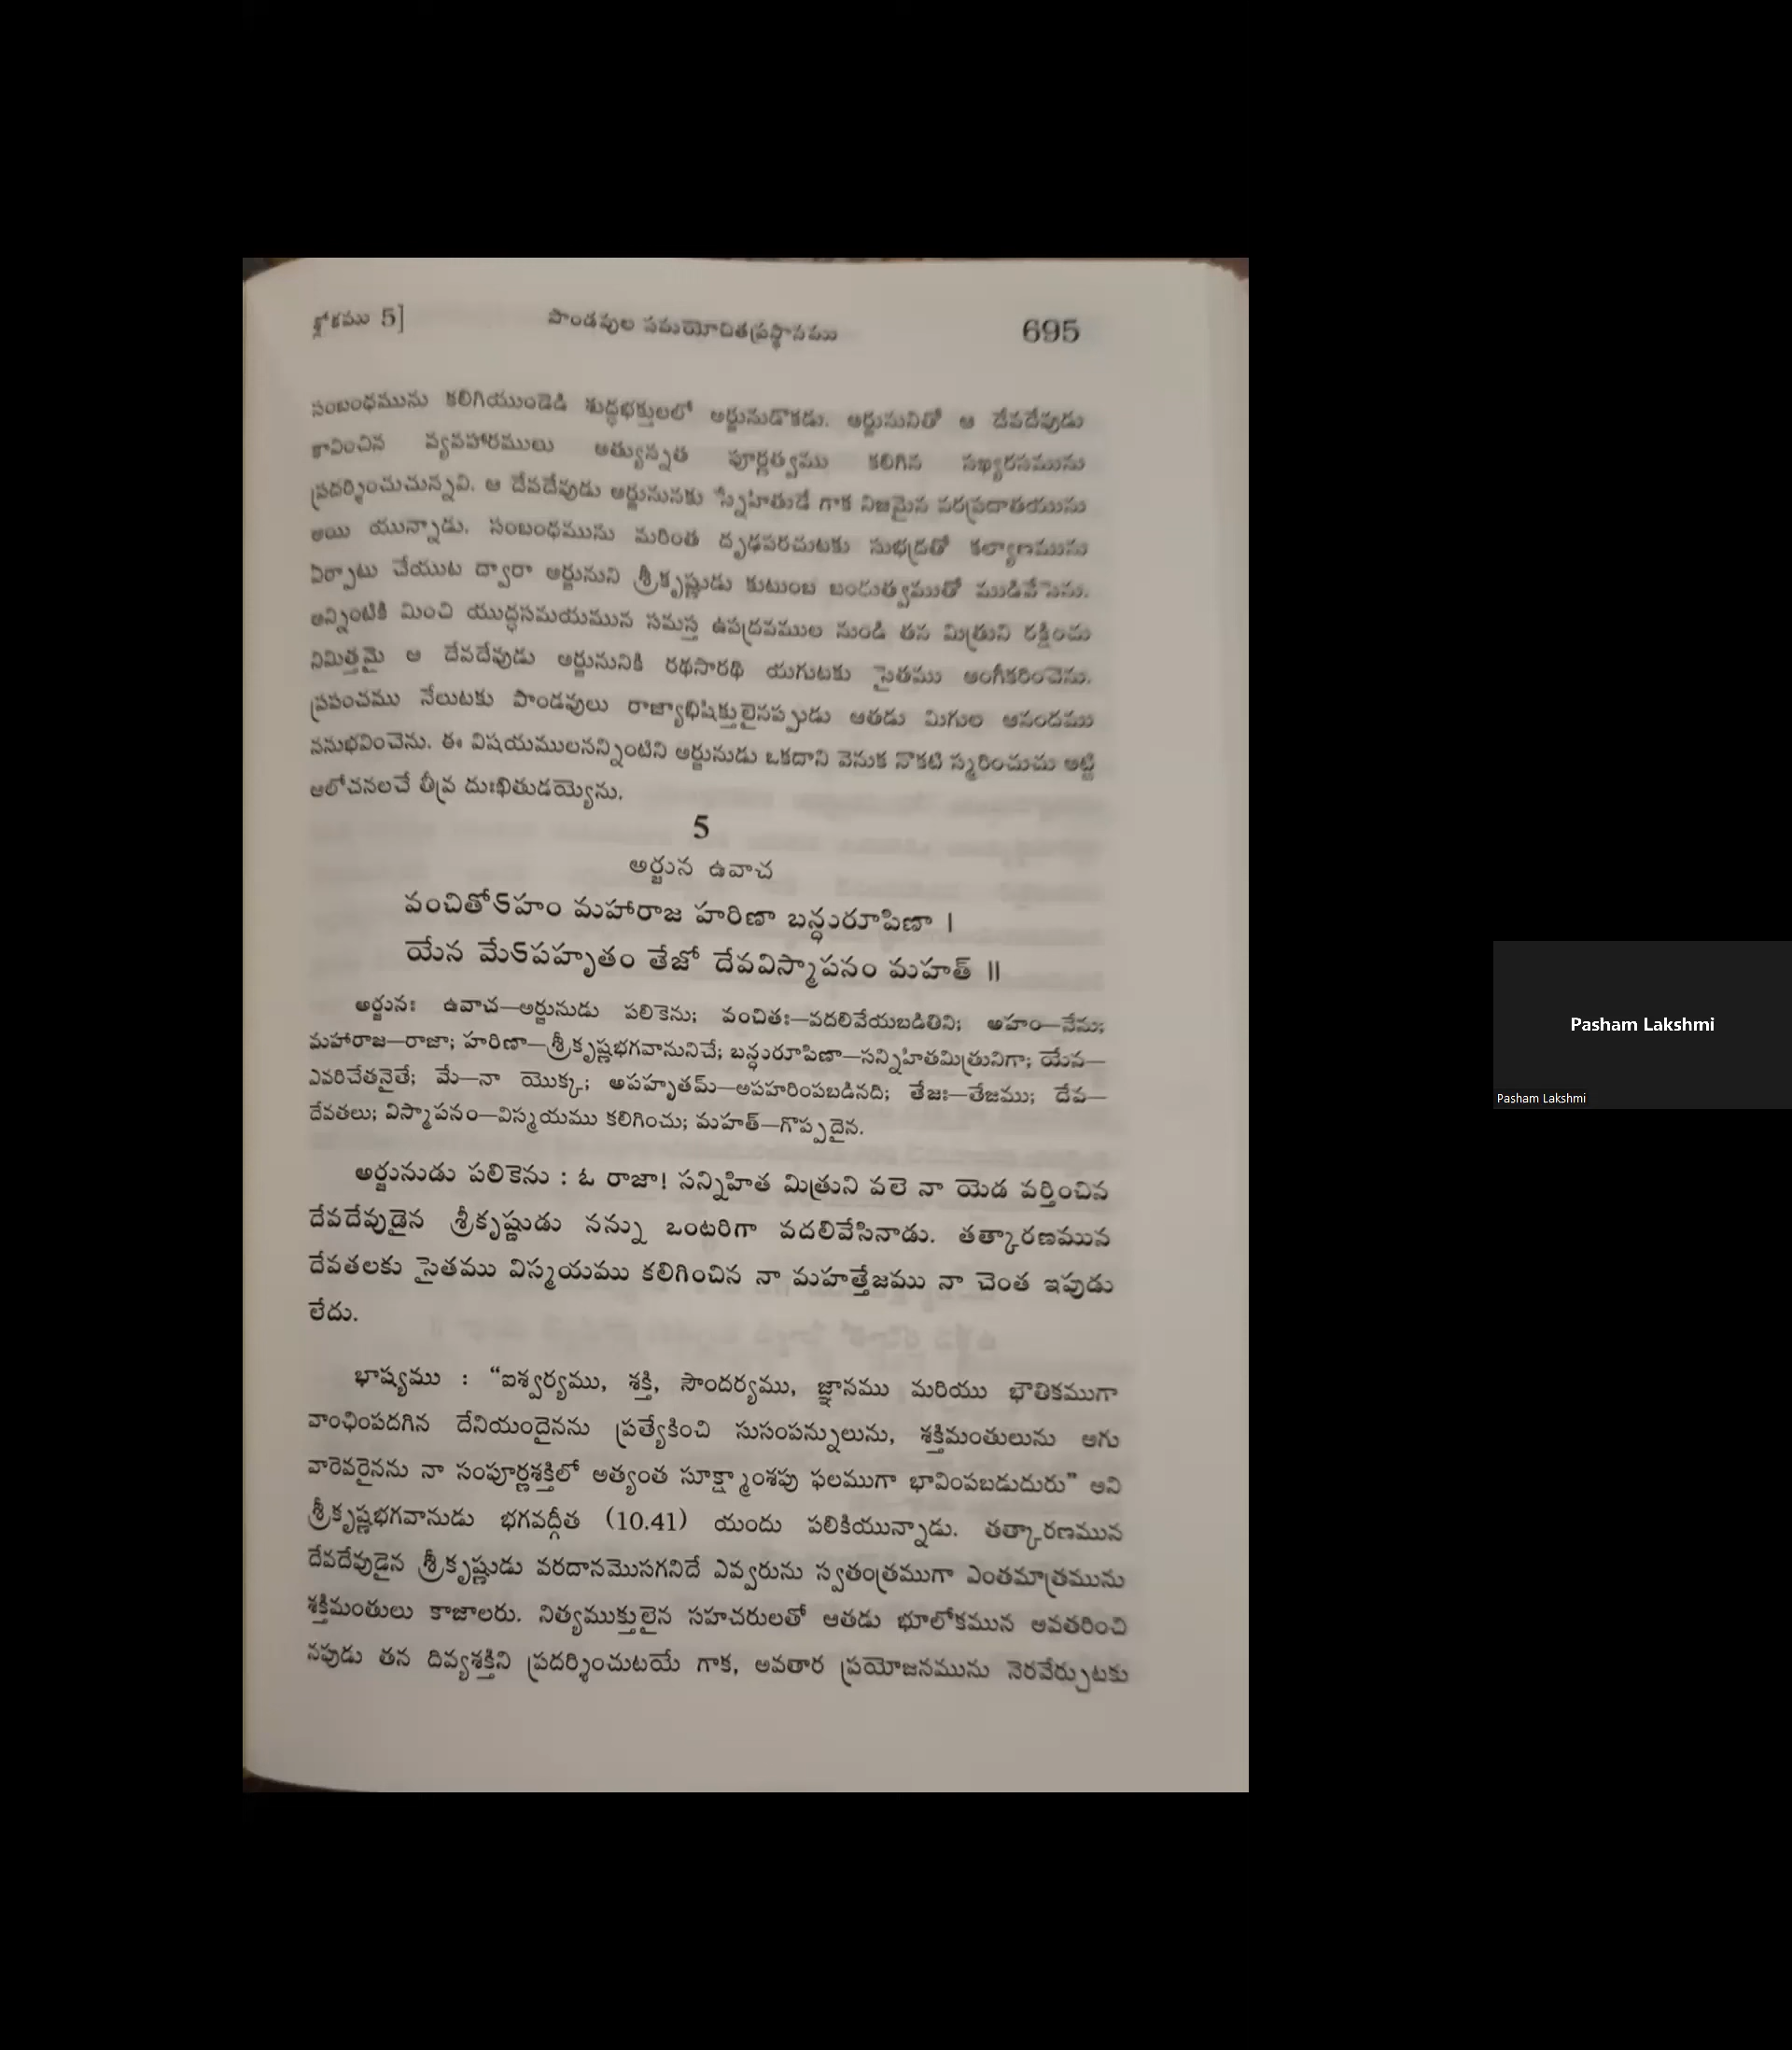 శ్లోకము 5]
పాండవుల సమయోచితప్రస్థానము
695
సంబంధమును కలిగియుండెడి శుద్ధభక్తులలో అర్జునుడొకడు. అర్జునునితో ఆ దేవదేవుడు
కావించిన వ్యవహారములు అత్యున్నత పూర్ణత్వము కలిగిన సఖ్యరసమును
ప్రదర్శించుచున్నవి. ఆ దేవదేవుడు అర్జునునకు స్నేహితుడే గాక నిజమైన వరప్రదాతయును
అయి యున్నాడు. సంబంధమును మరింత దృఢపరచుటకు సుభద్రతో కల్యాణమును
ఏర్పాటు చేయుట ద్వారా అర్జునుని శ్రీకృష్ణుడు కుటుంబ బంధుత్వముతో ముడివేసెను.
అన్నింటికి మించి యుద్ధసమయమున సమస్త ఉపద్రవముల నుండి తన మిత్రుని రక్షించు
నిమిత్తమై ఆ దేవదేవుడు అర్జునునికి రథసారథి యగుటకు సైతము అంగీకరించెను.
ప్రపంచము నేలుటకు పాండవులు రాజ్యాభిషిక్తులైనప్పుడు ఆతడు మిగుల ఆనందము
ననుభవించెను. ఈ విషయములనన్నింటిని అర్జునుడు ఒకదాని వెనుక నొకటి స్మరించుచు అట్టి
ఆలోచనలచే తీవ్ర దుఃఖితుడయ్యెను.
5
అర్జున ఉవాచ
వంచితోఽహం మహారాజ హరిణా బన్ధురూపిణా |
యేన మేఽపహృతం తేజో దేవవిస్మాపనం మహత్ ||
అర్జునః ఉవాచ—అర్జునుడు పలికెను; వంచితః—వదలివేయబడితిని; అహం—నేను;
మహారాజ—రాజా; హరిణా—శ్రీకృష్ణభగవానునిచే; బన్ధురూపిణా—సన్నిహితమిత్రునిగా; యేన—
ఎవరిచేతనైతే; మే—నా యొక్క; అపహృతమ్—అపహరింపబడినది; తేజః—తేజము; దేవ—
దేవతలు; విస్మాపనం—విస్మయము కలిగించు; మహత్—గొప్పదైన.
అర్జునుడు పలికెను : ఓ రాజా! సన్నిహిత మిత్రుని వలె నా యెడ వర్తించిన
దేవదేవుడైన శ్రీకృష్ణుడు నన్ను ఒంటరిగా వదలివేసినాడు. తత్కారణమున
దేవతలకు సైతము విస్మయము కలిగించిన నా మహత్తేజము నా చెంత ఇపుడు
లేదు.
భాష్యము : “ఐశ్వర్యము, శక్తి, సౌందర్యము, జ్ఞానము మరియు భౌతికముగా
వాంఛింపదగిన దేనియందైనను ప్రత్యేకించి సుసంపన్నులును, శక్తిమంతులును అగు
వారెవరైనను నా సంపూర్ణశక్తిలో అత్యంత సూక్ష్మాంశపు ఫలముగా భావింపబడుదురు” అని
శ్రీకృష్ణభగవానుడు భగవద్గీత (10.41) యందు పలికియున్నాడు. తత్కారణమున
దేవదేవుడైన శ్రీకృష్ణుడు వరదానమొసగనిదే ఎవ్వరును స్వతంత్రముగా ఎంతమాత్రమును
శక్తిమంతులు కాజాలరు. నిత్యముక్తులైన సహచరులతో ఆతడు భూలోకమున అవతరించి
నపుడు తన దివ్యశక్తిని ప్రదర్శించుటయే గాక, అవతార ప్రయోజనమును నెరవేర్చుటకు
Pasham Lakshmi
Pasham Lakshmi